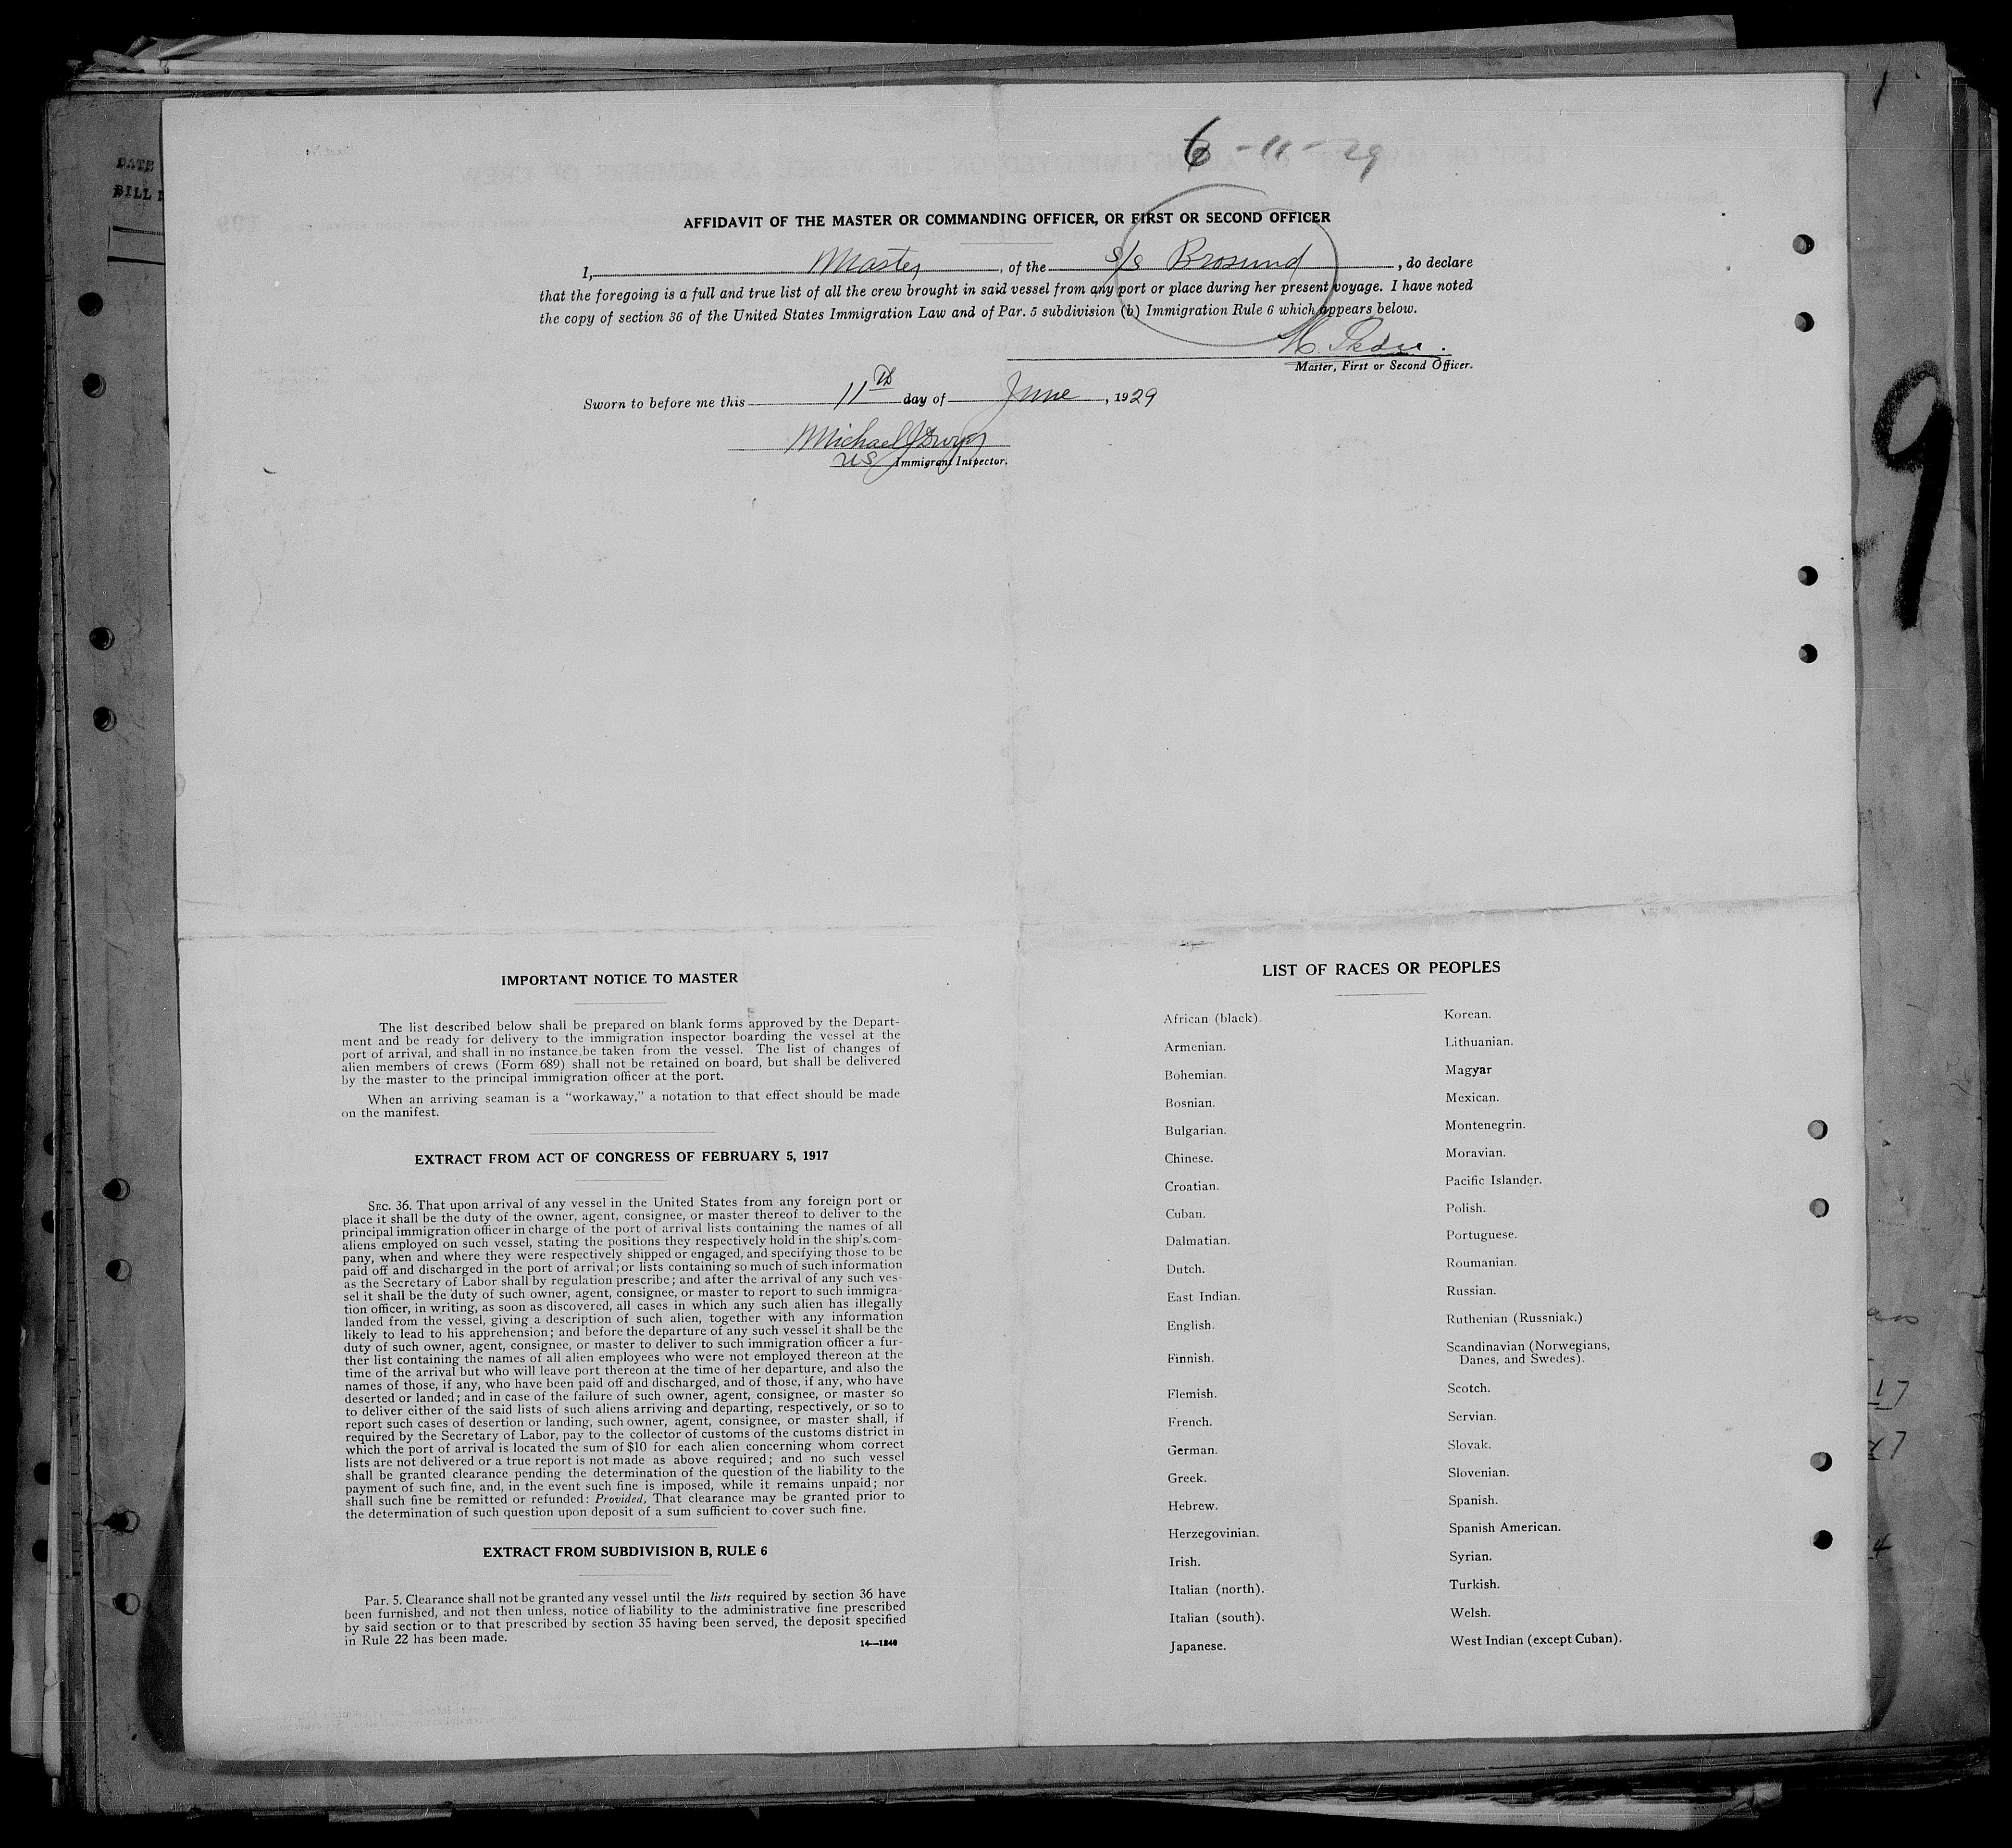 6-11-29
AFFIDAVIT OF THE MASTER OR COMMANDING OFFICER, OR FIRST OR SECOND OFFICER
I, Master, of the S/S Brosund, do declare
that the foregoing is a full and true list of all the crew brought in said vessel from any port or place during her present voyage. I have noted
the copy of section 36 of the United States Immigration Law and of Par. 5 subdivision (b) Immigration Rule 6 which appears below.
Master, First or Second Officer.
Sworn to before me this 11th day of June, 1929
Michael J Dwyer
US Immigrant Inspector.
DATE
BILL
9
IMPORTANT NOTICE TO MASTER
The list described below shall be prepared on blank forms approved by the Depart-
ment and be ready for delivery to the immigration inspector boarding the vessel at the
port of arrival, and shall in no instance be taken from the vessel. The list of changes of
alien members of crews (Form 689) shall not be retained on board, but shall be delivered
by the master to the principal immigration officer at the port.
When an arriving seaman is a "workaway," a notation to that effect should be made
on the manifest.
EXTRACT FROM ACT OF CONGRESS OF FEBRUARY 5, 1917
SEC. 36. That upon arrival of any vessel in the United States from any foreign port or
place it shall be the duty of the owner, agent, consignee, or master thereof to deliver to the
principal immigration officer in charge of the port of arrival lists containing the names of all
aliens employed on such vessel, stating the positions they respectively hold in the ship's com-
pany, when and where they were respectively shipped or engaged, and specifying those to be
paid off and discharged in the port of arrival; or lists containing so much of such information
as the Secretary of Labor shall by regulation prescribe; and after the arrival of any such ves-
sel it shall be the duty of such owner, agent, consignee, or master to report to such immigra-
tion officer, in writing, as soon as discovered, all cases in which any such alien has illegally
landed from the vessel, giving a description of such alien, together with any information
likely to lead to his apprehension; and before the departure of any such vessel it shall be the
duty of such owner, agent, consignee, or master to deliver to such immigration officer a fur-
ther list containing the names of all alien employees who were not employed thereon at the
time of the arrival but who will leave port thereon at the time of her departure, and also the
names of those, if any, who have been paid off and discharged, and of those, if any, who have
deserted or landed; and in case of the failure of such owner, agent, consignee, or master so
to deliver either of the said lists of such aliens arriving and departing, respectively, or so to
report such cases of desertion or landing, such owner, agent, consignee, or master shall, if
required by the Secretary of Labor, pay to the collector of customs of the customs district in
which the port of arrival is located the sum of $10 for each alien concerning whom correct
lists are not delivered or a true report is not made as above required; and no such vessel
shall be granted clearance pending the determination of the question of the liability to the
payment of such fine, and, in the event such fine is imposed, while it remains unpaid; nor
shall such fine be remitted or refunded: Provided, That clearance may be granted prior to
the determination of such question upon deposit of a sum sufficient to cover such fine.
EXTRACT FROM SUBDIVISION B, RULE 6
Par. 5. Clearance shall not be granted any vessel until the lists required by section 36 have
been furnished, and not then unless, notice of liability to the administrative fine prescribed
by said section or to that prescribed by section 35 having been served, the deposit specified
in Rule 22 has been made.
14—1240
LIST OF RACES OR PEOPLES
African (black).
Armenian.
Bohemian.
Bosnian.
Bulgarian.
Chinese.
Croatian.
Cuban.
Dalmatian.
Dutch.
East Indian.
English.
Finnish.
Flemish.
French.
German.
Greek.
Hebrew.
Herzegovinian.
Irish.
Italian (north).
Italian (south).
Japanese.
Korean.
Lithuanian.
Magyar
Mexican.
Montenegrin.
Moravian.
Pacific Islander.
Polish.
Portuguese.
Roumanian.
Russian.
Ruthenian (Russniak.)
Scandinavian (Norwegians,
Danes, and Swedes).
Scotch.
Servian.
Slovak.
Slovenian.
Spanish.
Spanish American.
Syrian.
Turkish.
Welsh.
West Indian (except Cuban).